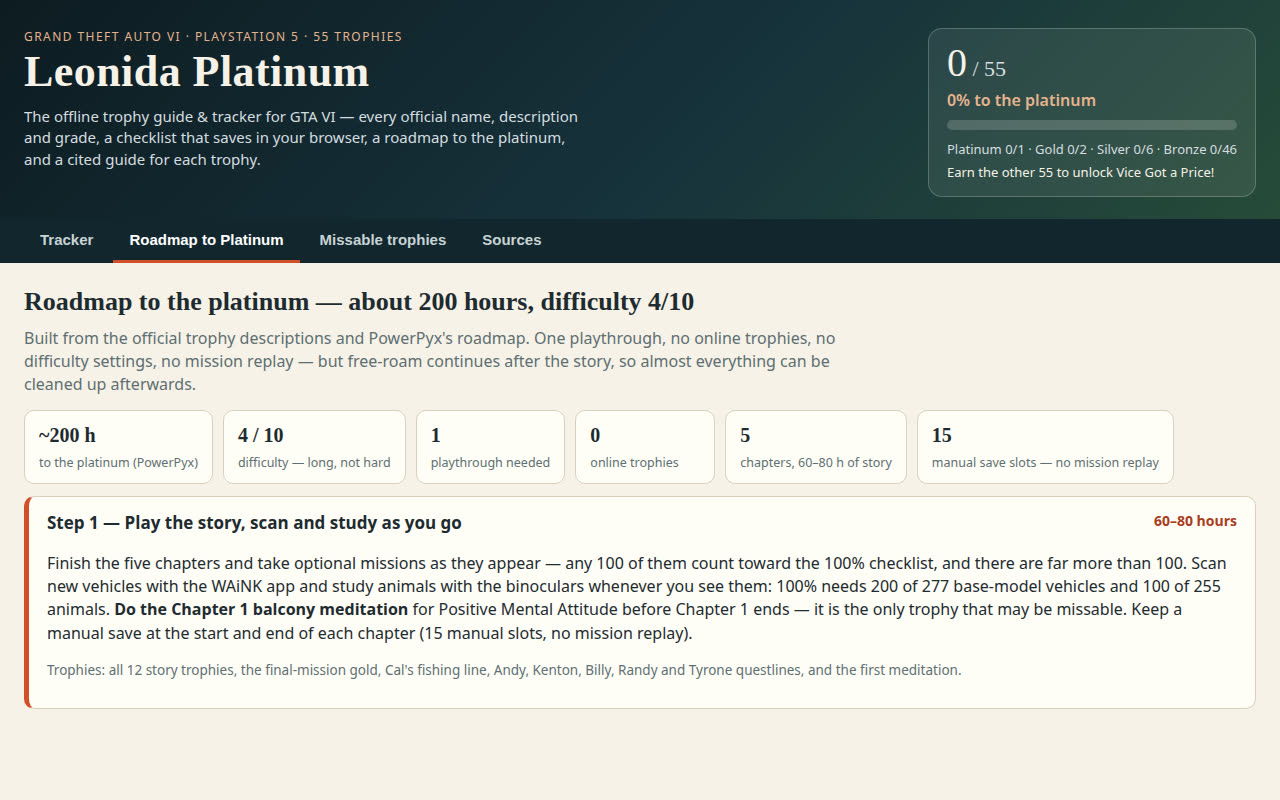 GRAND THEFT AUTO VI · PLAYSTATION 5 · 55 TROPHIES
Leonida Platinum
The offline trophy guide & tracker for GTA VI — every official name, description
and grade, a checklist that saves in your browser, a roadmap to the platinum,
and a cited guide for each trophy.
0 / 55
0% to the platinum
Platinum 0/1 · Gold 0/2 · Silver 0/6 · Bronze 0/46
Earn the other 55 to unlock Vice Got a Price!
Tracker
Roadmap to Platinum
Missable trophies
Sources
Roadmap to the platinum — about 200 hours, difficulty 4/10
Built from the official trophy descriptions and PowerPyx's roadmap. One playthrough, no online trophies, no
difficulty settings, no mission replay — but free-roam continues after the story, so almost everything can be
cleaned up afterwards.
~200 h
to the platinum (PowerPyx)
4 / 10
difficulty — long, not hard
1
playthrough needed
0
online trophies
5
chapters, 60–80 h of story
15
manual save slots — no mission replay
Step 1 — Play the story, scan and study as you go
60–80 hours
Finish the five chapters and take optional missions as they appear — any 100 of them count toward the 100% checklist, and there are far more than 100. Scan
new vehicles with the WAiNK app and study animals with the binoculars whenever you see them: 100% needs 200 of 277 base-model vehicles and 100 of 255
animals. Do the Chapter 1 balcony meditation for Positive Mental Attitude before Chapter 1 ends — it is the only trophy that may be missable. Keep a
manual save at the start and end of each chapter (15 manual slots, no mission replay).
Trophies: all 12 story trophies, the final-mission gold, Cal's fishing line, Andy, Kenton, Billy, Randy and Tyrone questlines, and the first meditation.